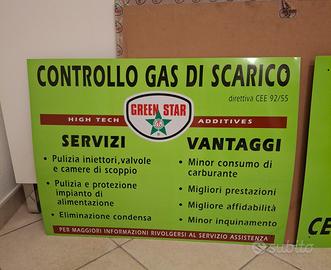 CONTROLLO GAS DI SCARICO
direttiva CEE 92/55
GREEN STAR
HIGH TECH
ADDITIVES
SERVIZI
• Pulizia iniettori, valvole
e camere di scoppio
• Pulizia e protezione
impianto di
alimentazione
• Eliminazione condensa
VANTAGGI
• Minor consumo di
carburante
• Migliori prestazioni
• Migliore affidabilità
• Minor inquinamento
PER MAGGIORI INFORMAZIONI RIVOLGERSI AL SERVIZIO ASSISTENZA
CE
subito